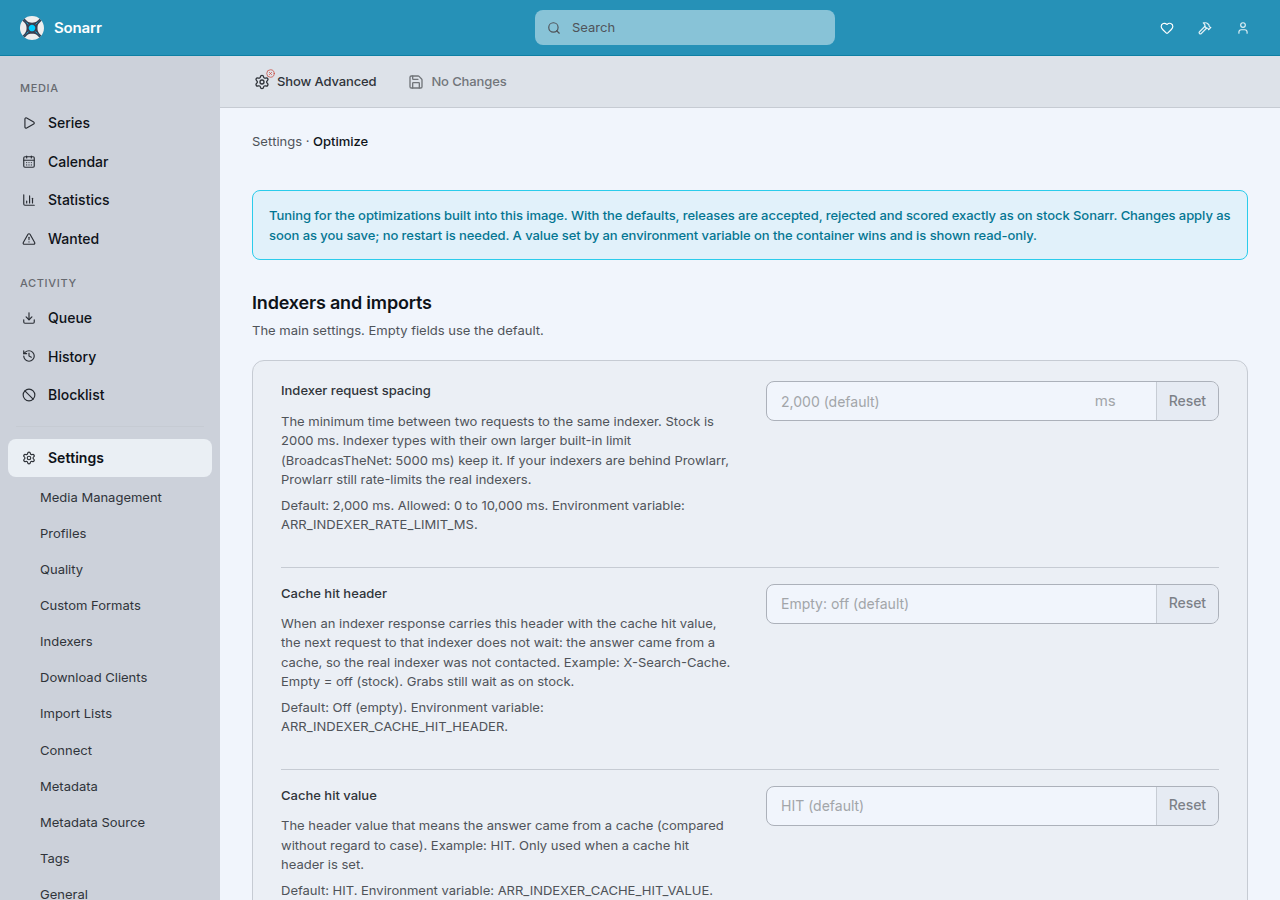 Sonarr
Search
MEDIA
Series
Calendar
Statistics
Wanted
ACTIVITY
Queue
History
Blocklist
Settings
Media Management
Profiles
Quality
Custom Formats
Indexers
Download Clients
Import Lists
Connect
Metadata
Metadata Source
Tags
General
Show Advanced
No Changes
Settings · Optimize
Tuning for the optimizations built into this image. With the defaults, releases are accepted, rejected and scored exactly as on stock Sonarr. Changes apply as
soon as you save; no restart is needed. A value set by an environment variable on the container wins and is shown read-only.
Indexers and imports
The main settings. Empty fields use the default.
Indexer request spacing
2,000 (default) ms Reset
The minimum time between two requests to the same indexer. Stock is
2000 ms. Indexer types with their own larger built-in limit
(BroadcasTheNet: 5000 ms) keep it. If your indexers are behind Prowlarr,
Prowlarr still rate-limits the real indexers.
Default: 2,000 ms. Allowed: 0 to 10,000 ms. Environment variable:
ARR_INDEXER_RATE_LIMIT_MS.
Cache hit header
Empty: off (default) Reset
When an indexer response carries this header with the cache hit value,
the next request to that indexer does not wait: the answer came from a
cache, so the real indexer was not contacted. Example: X-Search-Cache.
Empty = off (stock). Grabs still wait as on stock.
Default: Off (empty). Environment variable:
ARR_INDEXER_CACHE_HIT_HEADER.
Cache hit value
HIT (default) Reset
The header value that means the answer came from a cache (compared
without regard to case). Example: HIT. Only used when a cache hit
header is set.
Default: HIT. Environment variable: ARR_INDEXER_CACHE_HIT_VALUE.